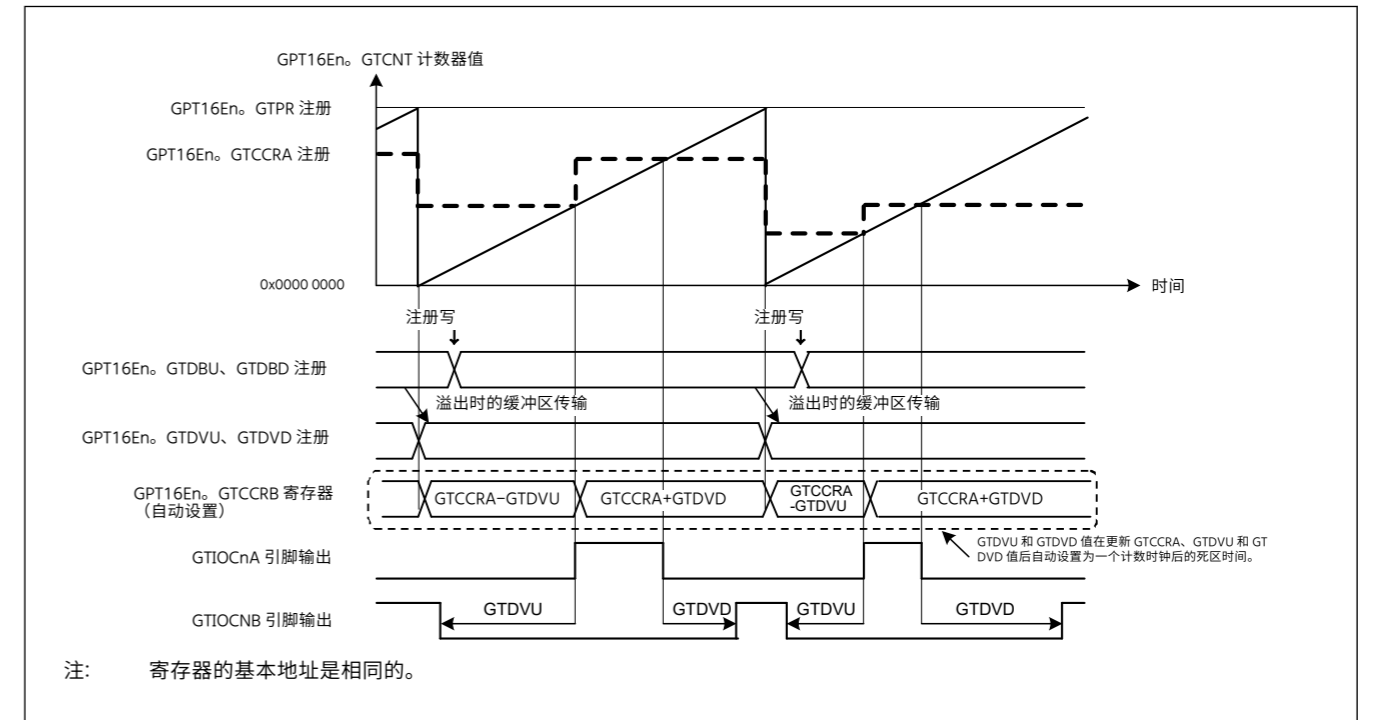 GPT16En。GTCNT 计数器值
GPT16En。GTPR 注册
GPT16En。GTCCRA 注册
0x0000 0000
时间
注册写
注册写
GPT16En。GTDBU、GTDBD 注册
溢出时的缓冲区传输
溢出时的缓冲区传输
GPT16En。GTDVU、GTDVD 注册
GPT16En。GTCCRB 寄存器
（自动设置）
GTCCRA−GTDVU
GTCCRA+GTDVD
GTCCRA
-GTDVU
GTCCRA+GTDVD
GTDVU 和 GTDVD 值在更新 GTCCRA、GTDVU 和 GT
DVD 值后自动设置为一个计数时钟后的死区时间。
GTIOCnA 引脚输出
GTIOCNB 引脚输出
GTDVU
GTDVD
GTDVU
GTDVD
注: 寄存器的基本地址是相同的。